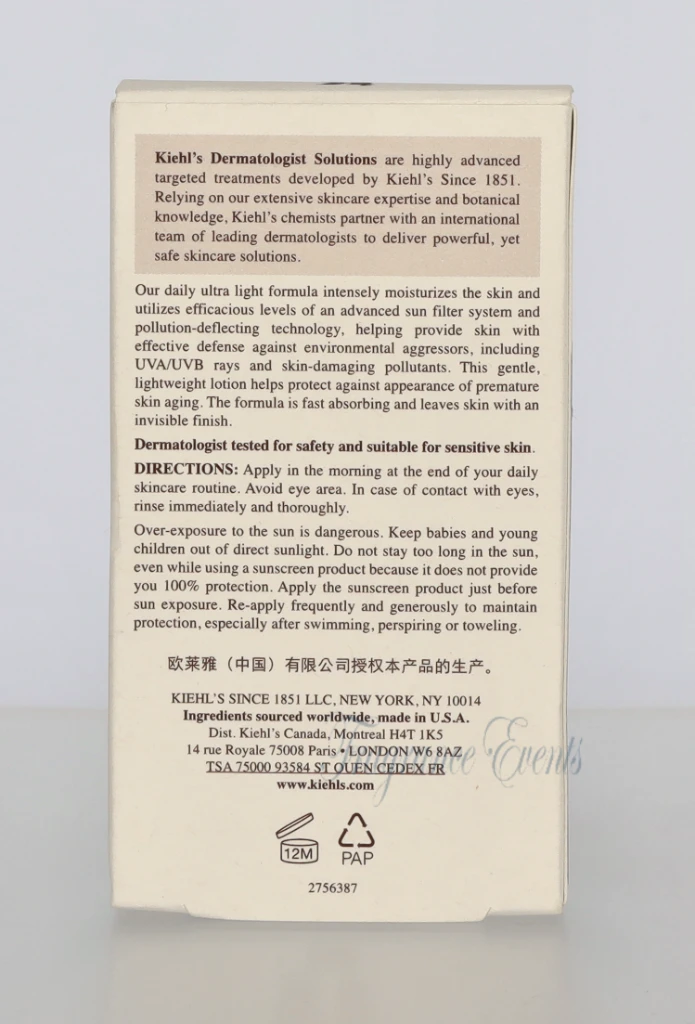 Kiehl's Dermatologist Solutions are highly advanced
targeted treatments developed by Kiehl's Since 1851.
Relying on our extensive skincare expertise and botanical
knowledge, Kiehl's chemists partner with an international
team of leading dermatologists to deliver powerful, yet
safe skincare solutions.
Our daily ultra light formula intensely moisturizes the skin and
utilizes efficacious levels of an advanced sun filter system and
pollution-deflecting technology, helping provide skin with
effective defense against environmental aggressors, including
UVA/UVB rays and skin-damaging pollutants. This gentle,
lightweight lotion helps protect against appearance of premature
skin aging. The formula is fast absorbing and leaves skin with an
invisible finish.
Dermatologist tested for safety and suitable for sensitive skin.
DIRECTIONS: Apply in the morning at the end of your daily
skincare routine. Avoid eye area. In case of contact with eyes,
rinse immediately and thoroughly.
Over-exposure to the sun is dangerous. Keep babies and young
children out of direct sunlight. Do not stay too long in the sun,
even while using a sunscreen product because it does not provide
you 100% protection. Apply the sunscreen product just before
sun exposure. Re-apply frequently and generously to maintain
protection, especially after swimming, perspiring or toweling.
欧莱雅（中国）有限公司授权本产品的生产。
KIEHL'S SINCE 1851 LLC, NEW YORK, NY 10014
Ingredients sourced worldwide, made in U.S.A.
Dist. Kiehl's Canada, Montreal H4T 1K5
14 rue Royale 75008 Paris • LONDON W6 8AZ
TSA 75000 93584 ST OUEN CEDEX FR
Fragrance Events
www.kiehls.com
12M
PAP
2756387